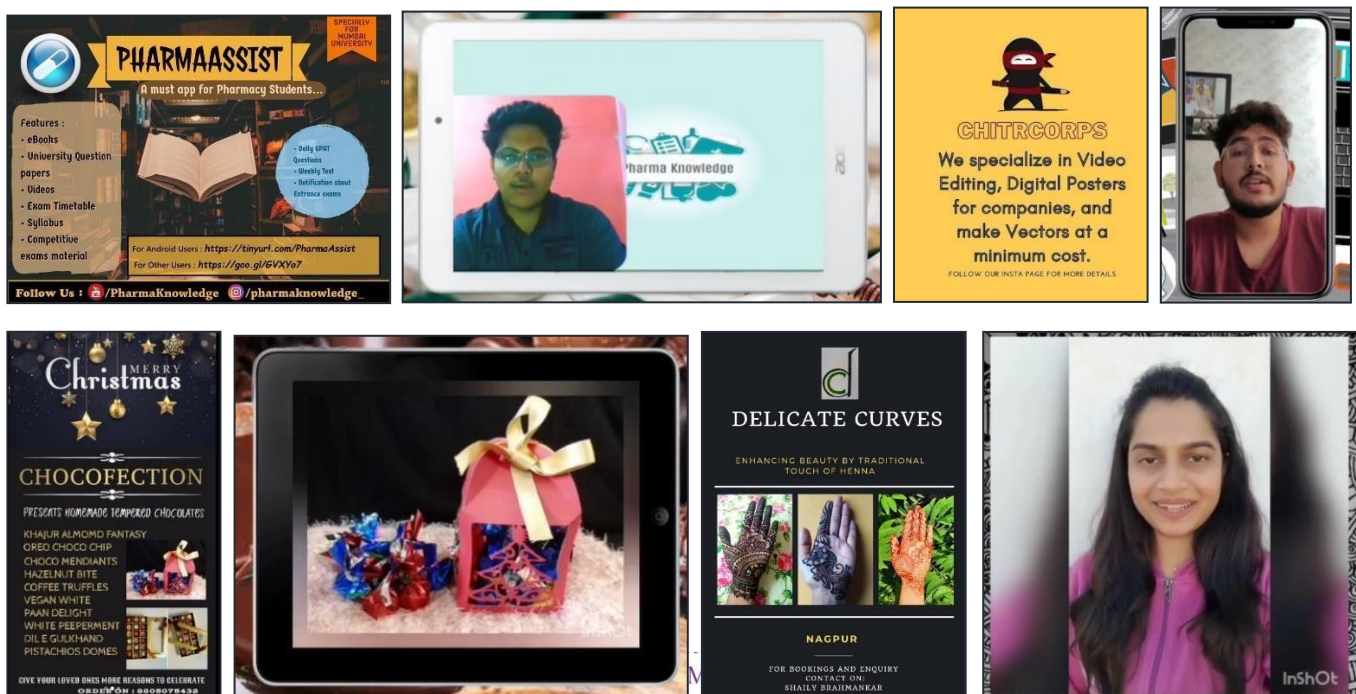 SPECIALLY
FOR
MUMBAI
UNIVERSITY
PHARMAASSIST
A must app for Pharmacy Students...
Features :
- eBooks
- University Question
papers
- Videos
- Exam Timetable
- Syllabus
- Competitive
exams material
- Daily GPAT
Questions
- Weekly Test
- Notification about
Entrance exams
For Android Users : https://tinyurl.com/PharmaAssist
For Other Users : https://goo.gl/GVXYo7
Follow Us : /PharmaKnowledge /pharmaknowledge_
Pharma Knowledge
acer
CHITRCORPS
We specialize in Video
Editing, Digital Posters
for companies, and
make Vectors at a
minimum cost.
FOLLOW OUR INSTA PAGE FOR MORE DETAILS
MERRY
Christmas
CHOCOFECTION
PRESENTS HOMEMADE TEMPERED CHOCOLATES
KHAJUR ALMOMD FANTASY
OREO CHOCO CHIP
CHOCO MENDIANTS
HAZELNUT BITE
COFFEE TRUFFLES
VEGAN WHITE
PAAN DELIGHT
WHITE PEEPERMENT
DIL E GULKHAND
PISTACHIOS DOMES
GIVE YOUR LOVED ONES MORE REASONS TO CELEBRATE
ORDER ON : 8805075432
InShOt
DELICATE CURVES
ENHANCING BEAUTY BY TRADITIONAL
TOUCH OF HENNA
NAGPUR
FOR BOOKINGS AND ENQUIRY
CONTACT ON:
SHAILY BRAHMANKAR
InShOt